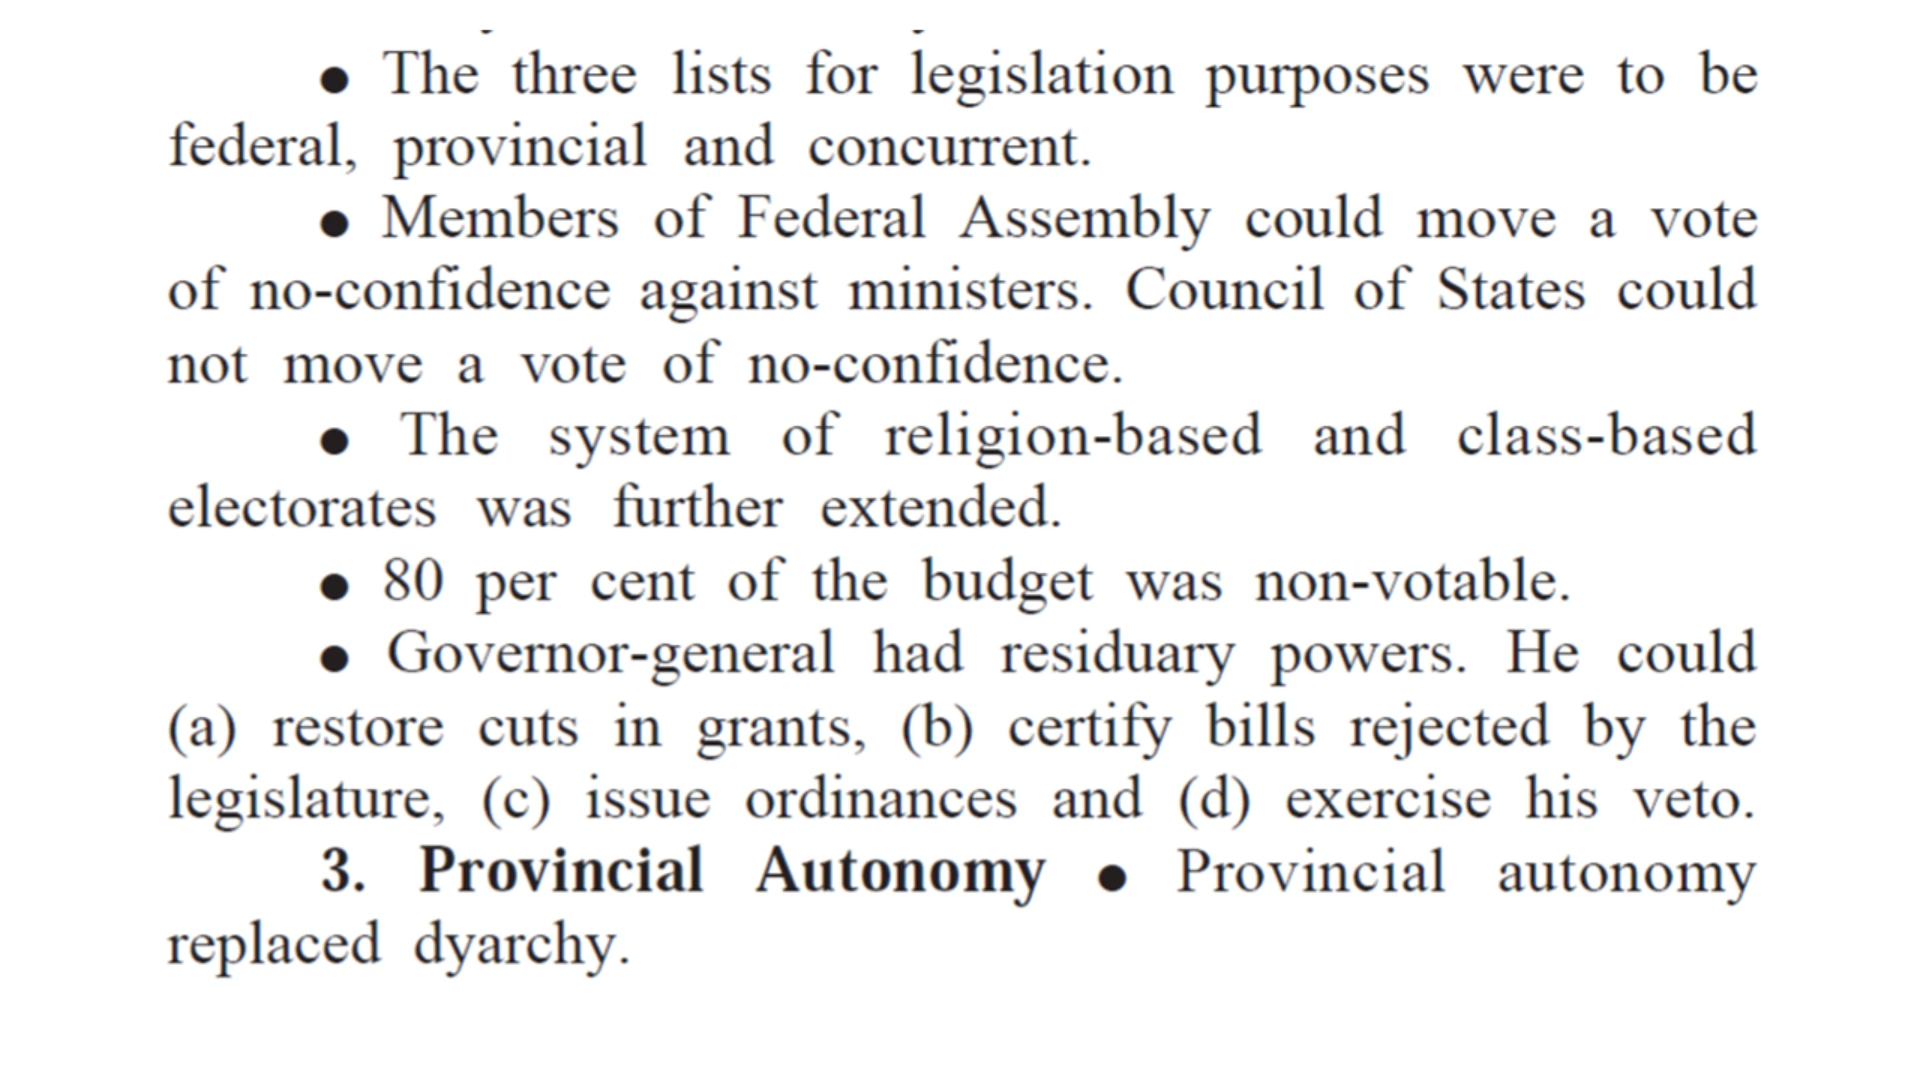 ● The three lists for legislation purposes were to be
federal, provincial and concurrent.
● Members of Federal Assembly could move a vote
of no-confidence against ministers. Council of States could
not move a vote of no-confidence.
● The system of religion-based and class-based
electorates was further extended.
● 80 per cent of the budget was non-votable.
● Governor-general had residuary powers. He could
(a) restore cuts in grants, (b) certify bills rejected by the
legislature, (c) issue ordinances and (d) exercise his veto.
3. Provincial Autonomy ● Provincial autonomy
replaced dyarchy.